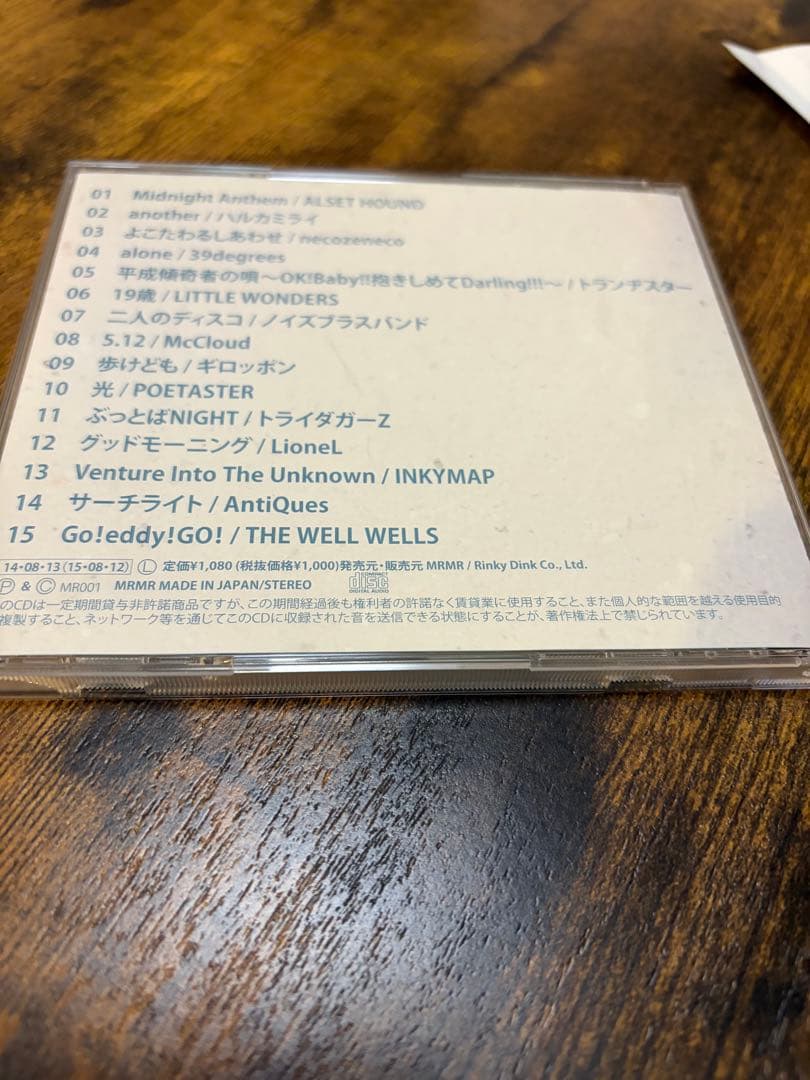 01 Midnight Anthem / ALSET HOUND
02 another / ハルカミライ
03 よこたわるしあわせ / necozeneco
04 alone / 39degrees
05 平成傾奇者の唄〜OK!Baby!!抱きしめてDarling!!!〜 / トランヂスター
06 19歳 / LITTLE WONDERS
07 二人のディスコ / ノイズブラスバンド
08 5.12 / McCloud
09 歩けども / ギロッポン
10 光 / POETASTER
11 ぶっとばNIGHT / トライダガーZ
12 グッドモーニング / LioneL
13 Venture Into The Unknown / INKYMAP
14 サーチライト / AntiQues
15 Go!eddy!GO! / THE WELL WELLS
14・08・13(15・08・12) Ⓛ 定価¥1,080 (税抜価格¥1,000)発売元・販売元 MRMR / Rinky Dink Co., Ltd.
Ⓟ & Ⓒ MR001 MRMR MADE IN JAPAN/STEREO COMPACT disc DIGITAL AUDIO
のCDは一定期間貸与非許諾商品ですが、この期間経過後も権利者の許諾なく賃貸業に使用すること、また個人的な範囲を越える使用目的
複製すること、ネットワーク等を通じてこのCDに収録された音を送信できる状態にすることが、著作権法上で禁じられています。